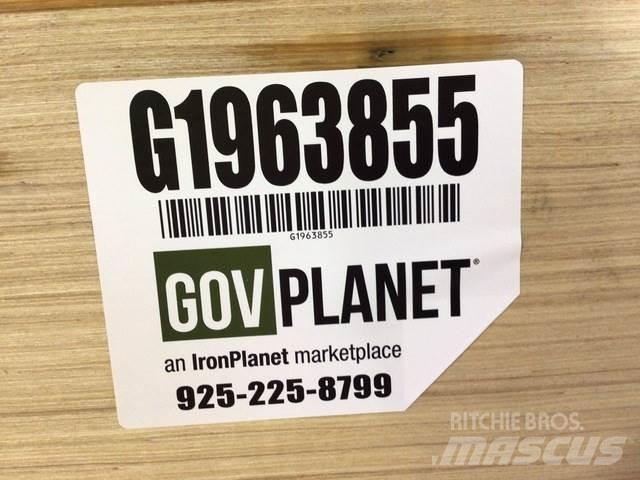 G1963855
G1963855
GOV PLANET®
an IronPlanet marketplace
925-225-8799
RITCHIE BROS.
MASCUS